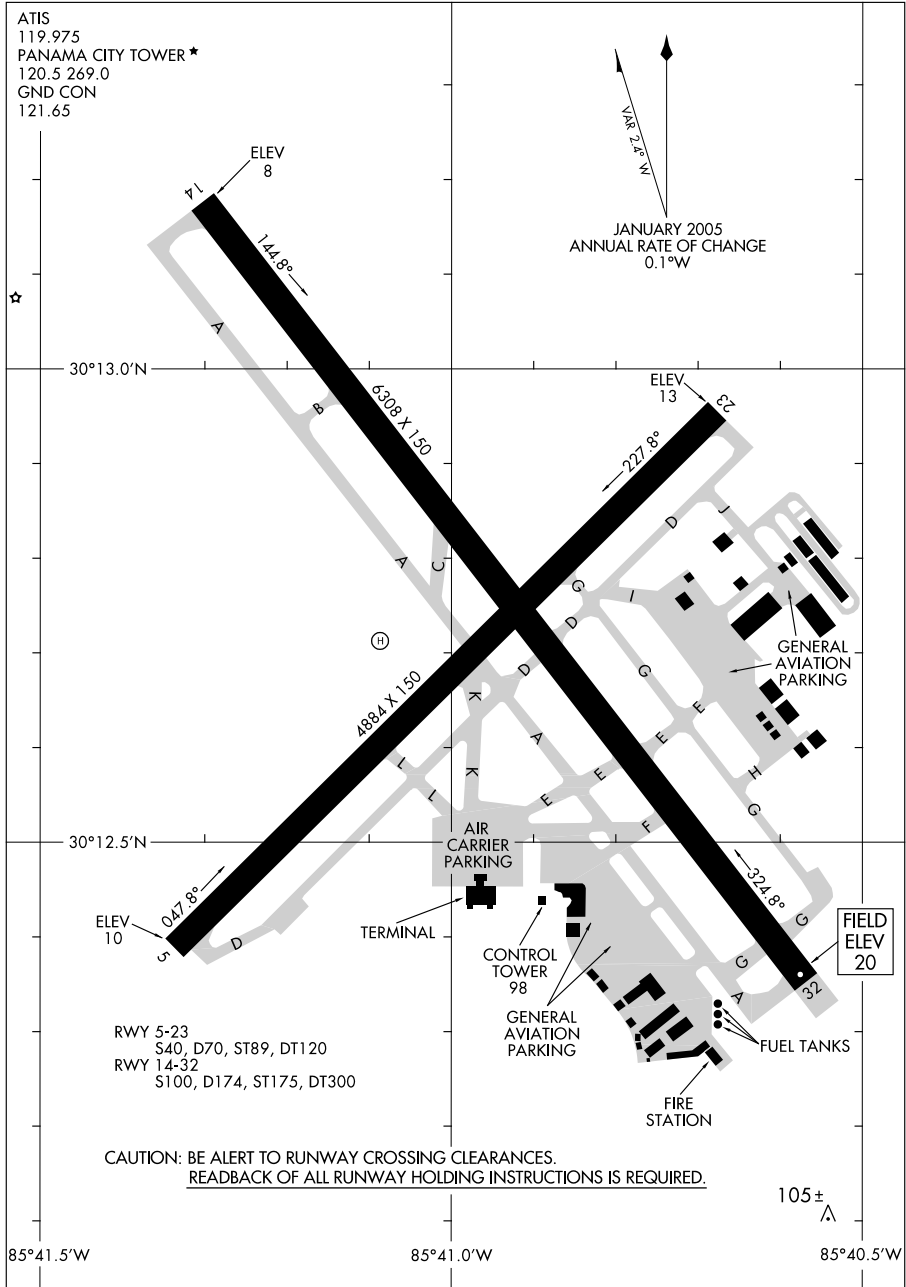 ATIS
119.975
PANAMA CITY TOWER ★
120.5 269.0
GND CON
121.65
VAR 2.4° W
JANUARY 2005
ANNUAL RATE OF CHANGE
0.1°W
ELEV
8
14
144.8°
A
30°13.0'N
B
6308 X 150
ELEV
13
23
227.8°
J
D
A
C
G
I
D
H
GENERAL
AVIATION
PARKING
4884 X 150
D
G
K
E
A
E
L
K
E
H
L
E
G
F
30°12.5'N
AIR
CARRIER
PARKING
047.8°
324.8°
ELEV
10
5
D
TERMINAL
G
FIELD
ELEV
20
CONTROL
TOWER
98
G
32
A
GENERAL
AVIATION
PARKING
FUEL TANKS
RWY 5-23
S40, D70, ST89, DT120
RWY 14-32
S100, D174, ST175, DT300
FIRE
STATION
CAUTION: BE ALERT TO RUNWAY CROSSING CLEARANCES.
READBACK OF ALL RUNWAY HOLDING INSTRUCTIONS IS REQUIRED.
105±
85°41.5'W
85°41.0'W
85°40.5'W